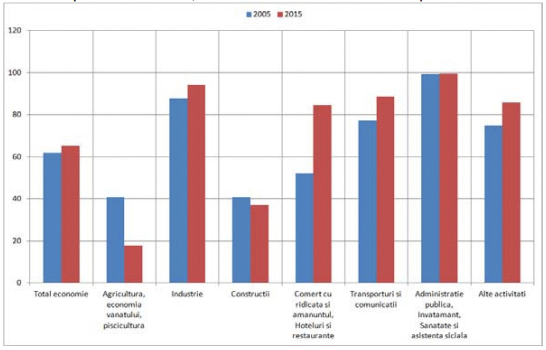 2005 2015
120
100
80
60
40
20
0
Total economie
Agricultura,
economia
vanatului,
piscicultura
Industrie
Constructii
Comert cu
ridicata si
amanuntul,
Hoteluri si
restaurante
Transporturi si
comunicatii
Administratie
publica,
Invatamant,
Sanatate si
asistenta siciala
Alte activitati